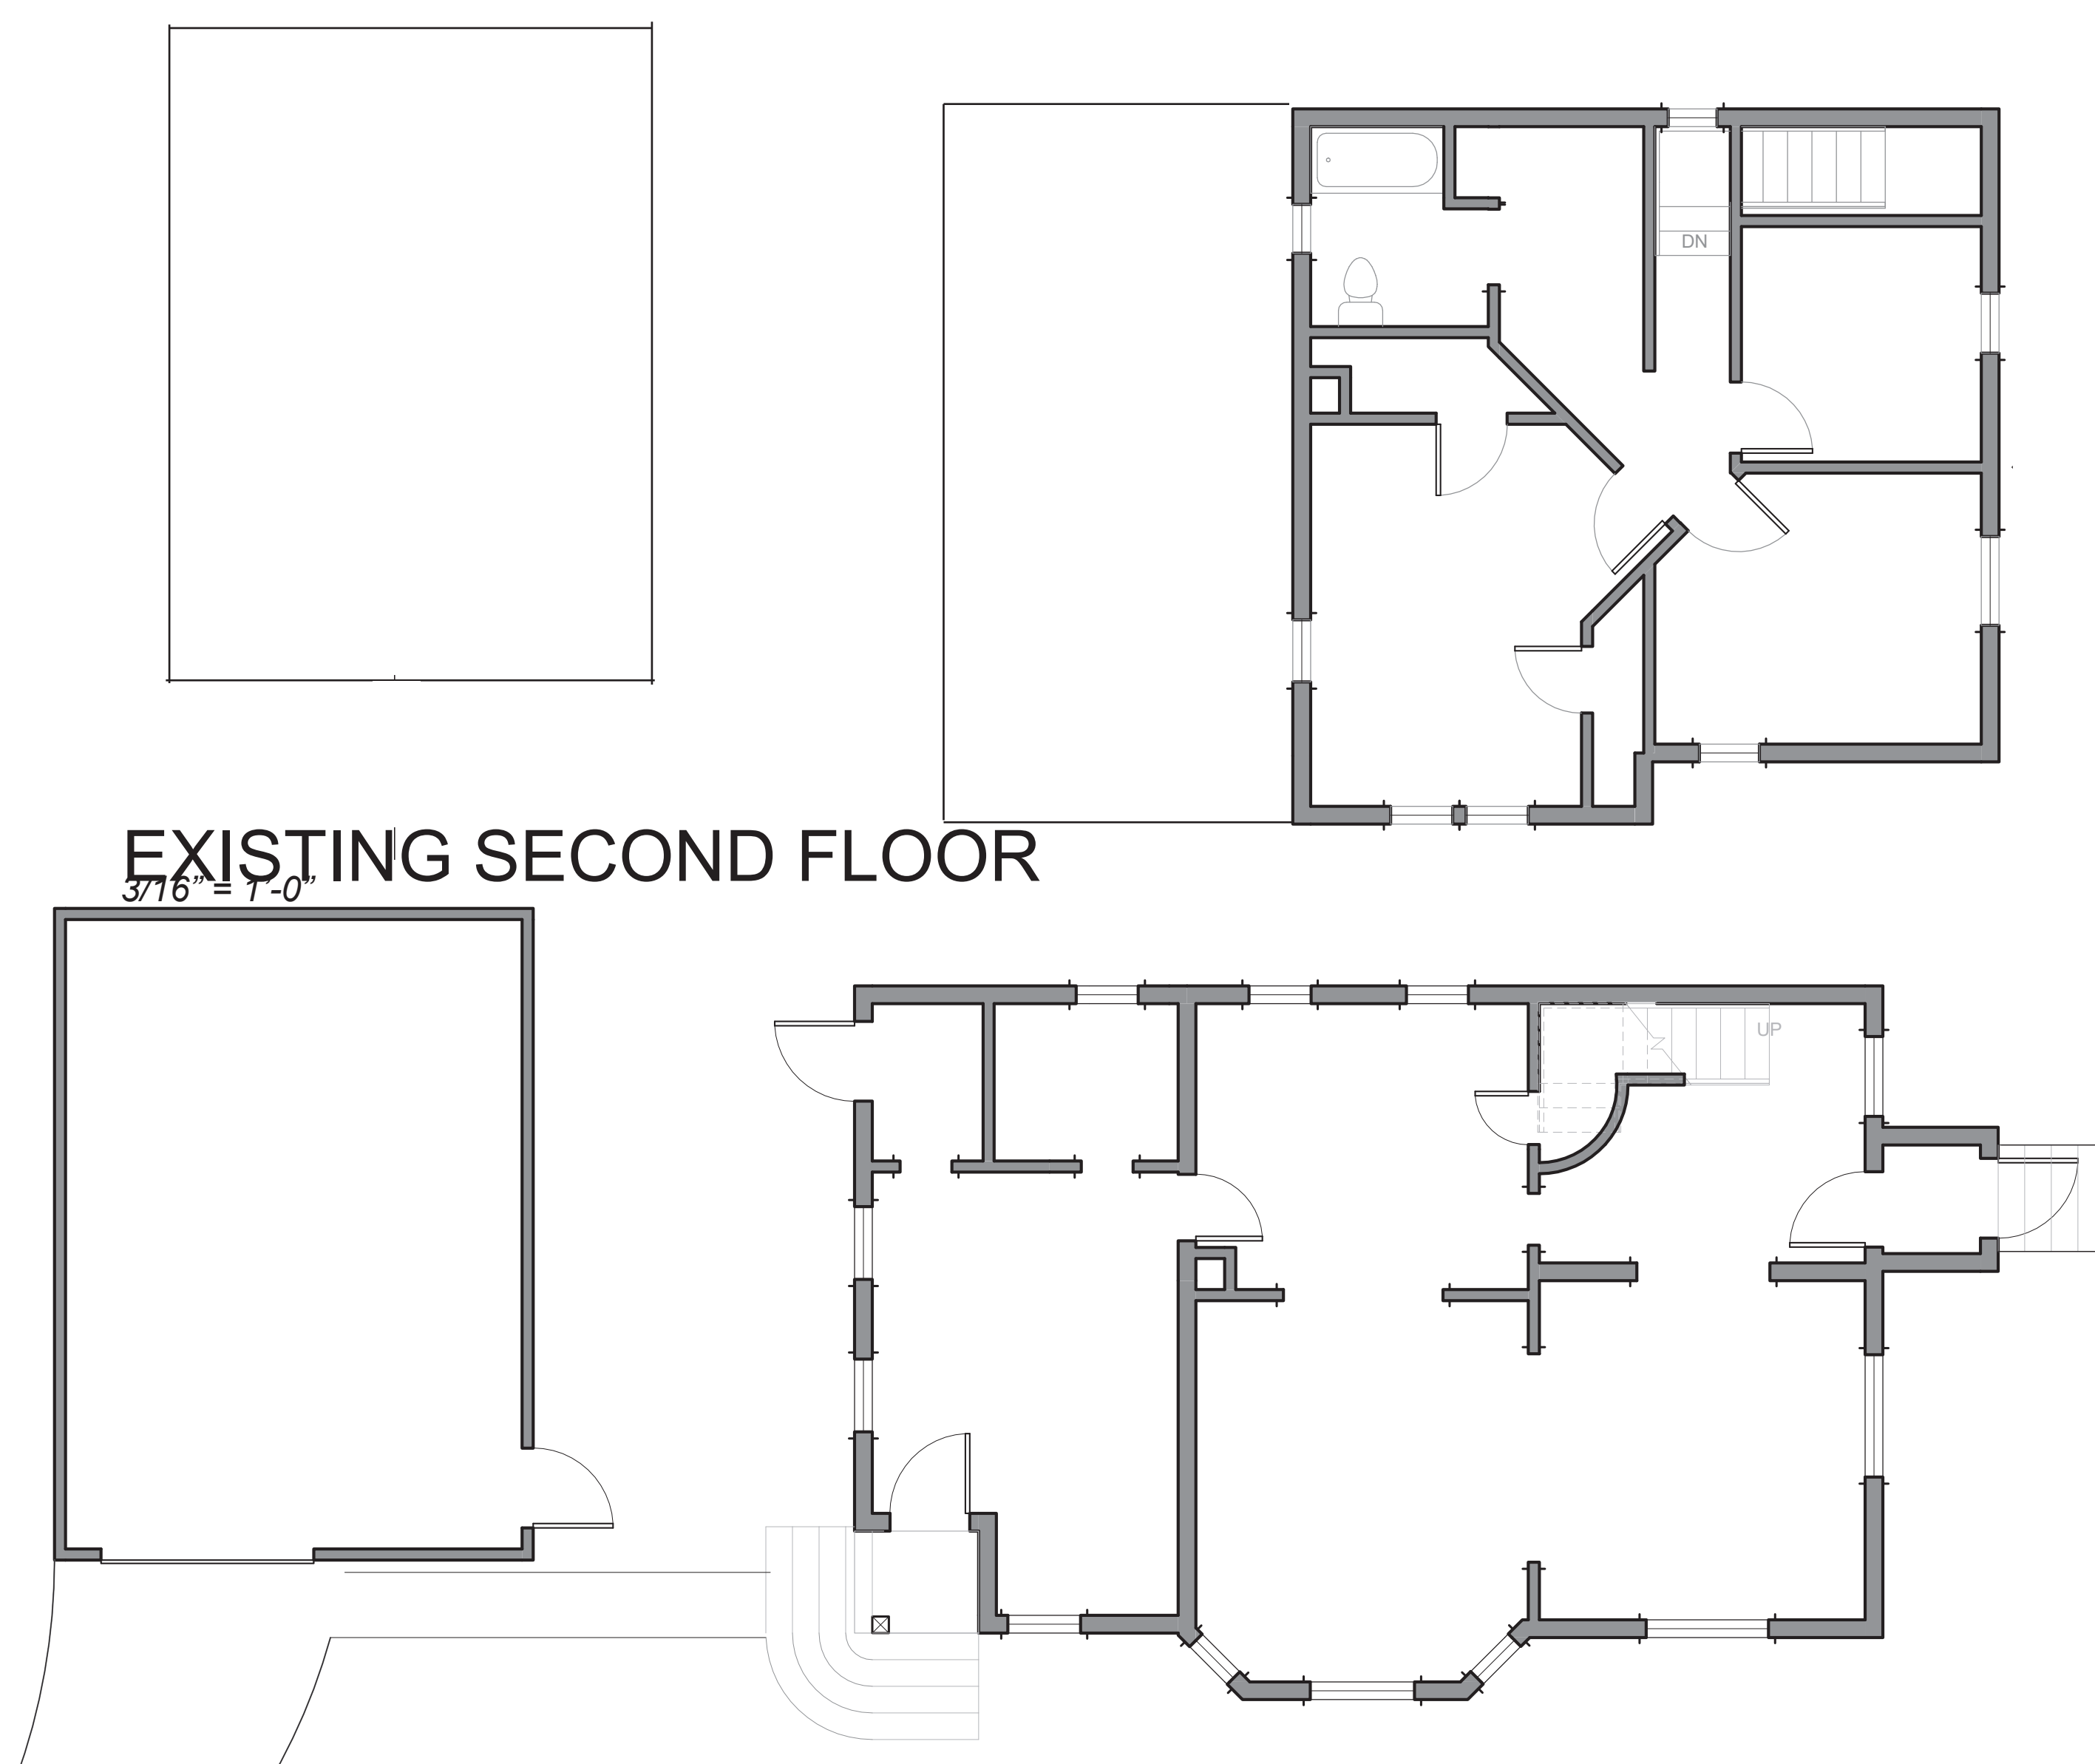 DN
EXISTING SECOND FLOOR
3/16" = 1'-0"
UP